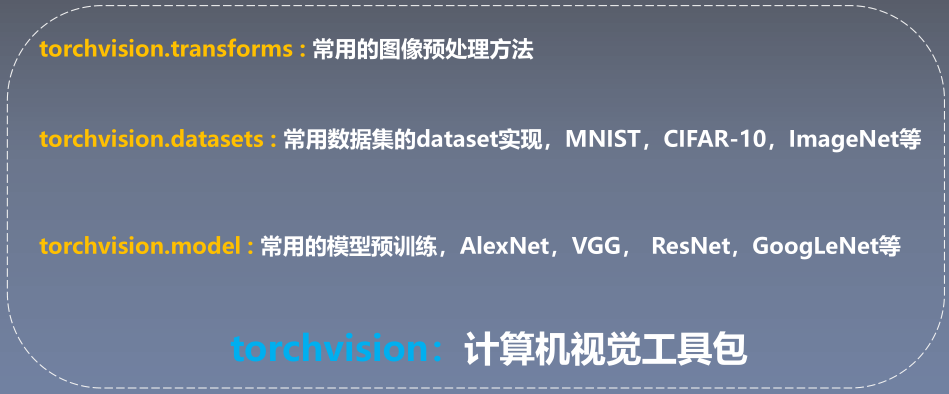 torchvision.transforms : 常用的图像预处理方法
torchvision.datasets : 常用数据集的dataset实现，MNIST，CIFAR-10，ImageNet等
torchvision.model : 常用的模型预训练，AlexNet，VGG， ResNet，GoogLeNet等
torchvision：计算机视觉工具包